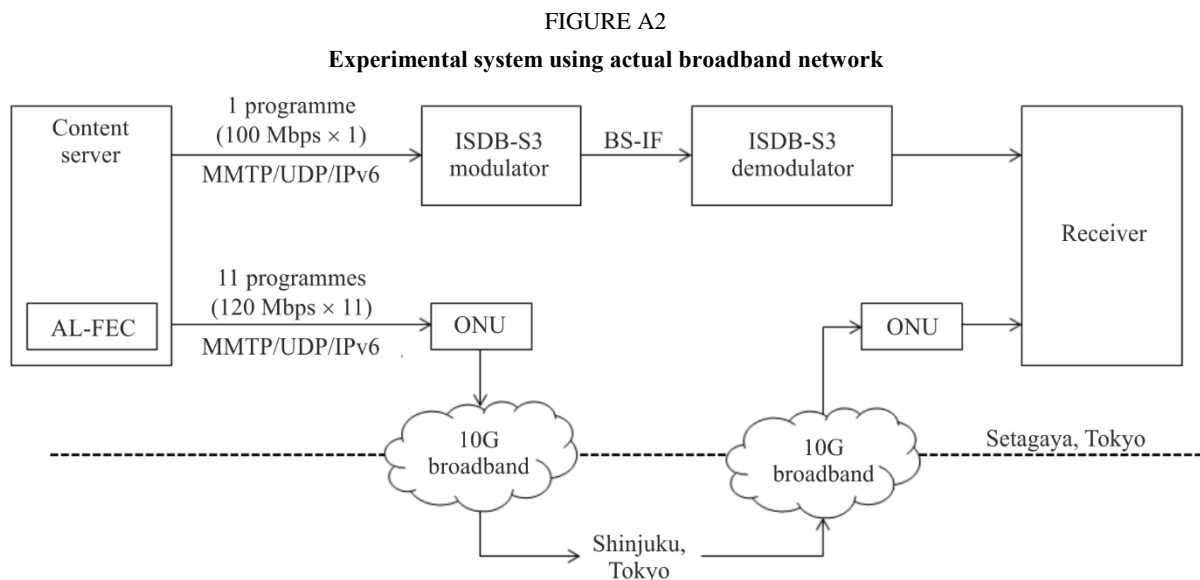 FIGURE A2
Experimental system using actual broadband network
Content
server
1 programme
(100 Mbps × 1)
MMTP/UDP/IPv6
ISDB-S3
modulator
BS-IF
ISDB-S3
demodulator
Receiver
AL-FEC
11 programmes
(120 Mbps × 11)
MMTP/UDP/IPv6
ONU
ONU
10G
broadband
10G
broadband
Setagaya, Tokyo
Shinjuku,
Tokyo